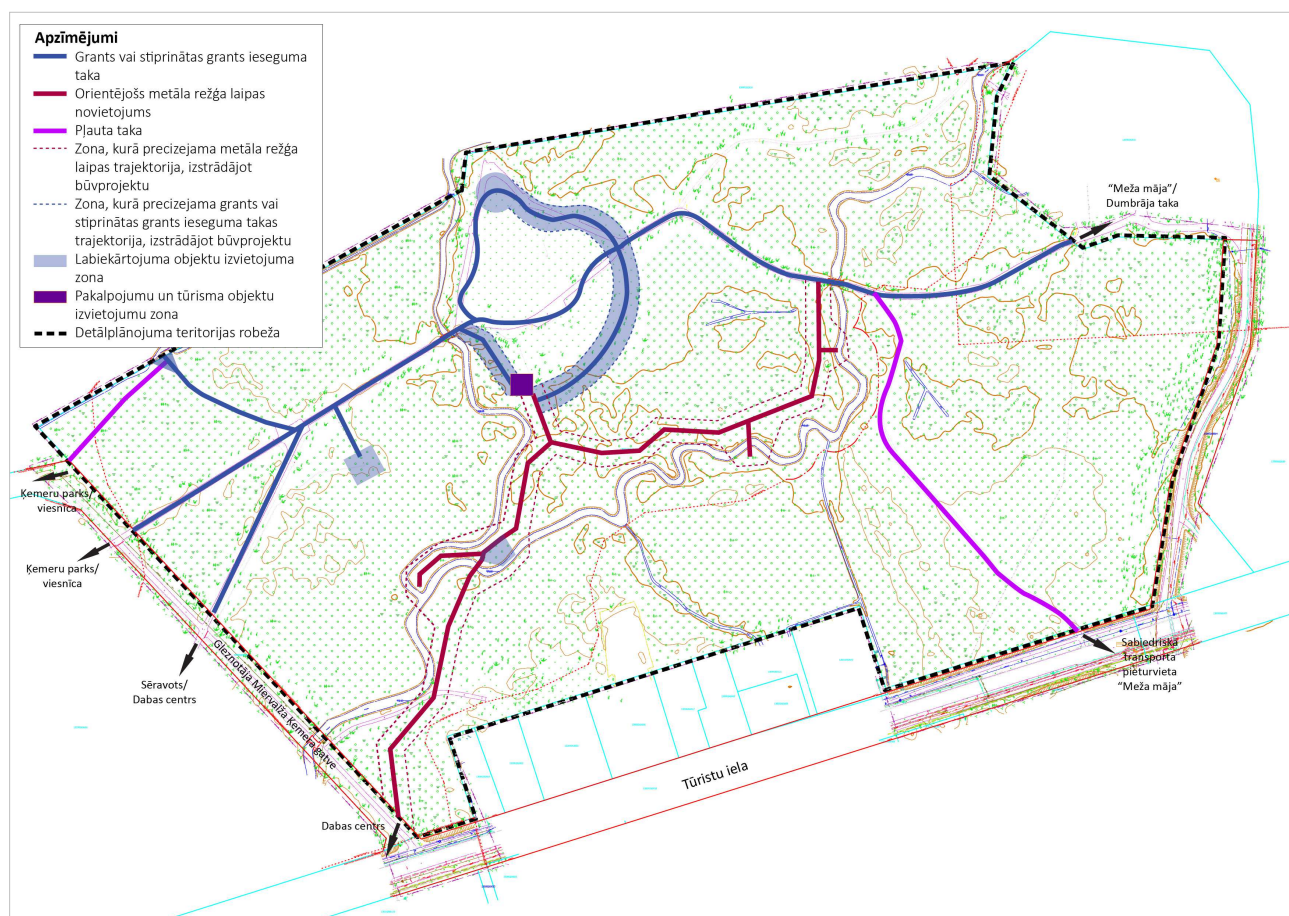 Apzīmējumi
Grants vai stiprinātas grants ieseguma
taka
Orientējošs metāla režģa laipas
novietojums
Pļauta taka
Zona, kurā precizejama metāla režģa
laipas trajektorija, izstrādājot
būvprojektu
Zona, kurā precizejama grants vai
stiprinātas grants ieseguma takas
trajektorija, izstrādājot būvprojektu
Labiekārtojuma objektu izvietojuma
zona
Pakalpojumu un tūrisma objektu
izvietojumu zona
Detālplānojuma teritorijas robeža
"Meža māja"/
Dumbrāja taka
Ķemeru parks/
viesnīca
Ķemeru parks/
viesnīca
Sēravots/
Dabas centrs
Gleznotāja Miervalža Ķemera gatve
Dabas centrs
Tūristu iela
Sabiedriskā
transporta
pieturvieta
"Meža māja"